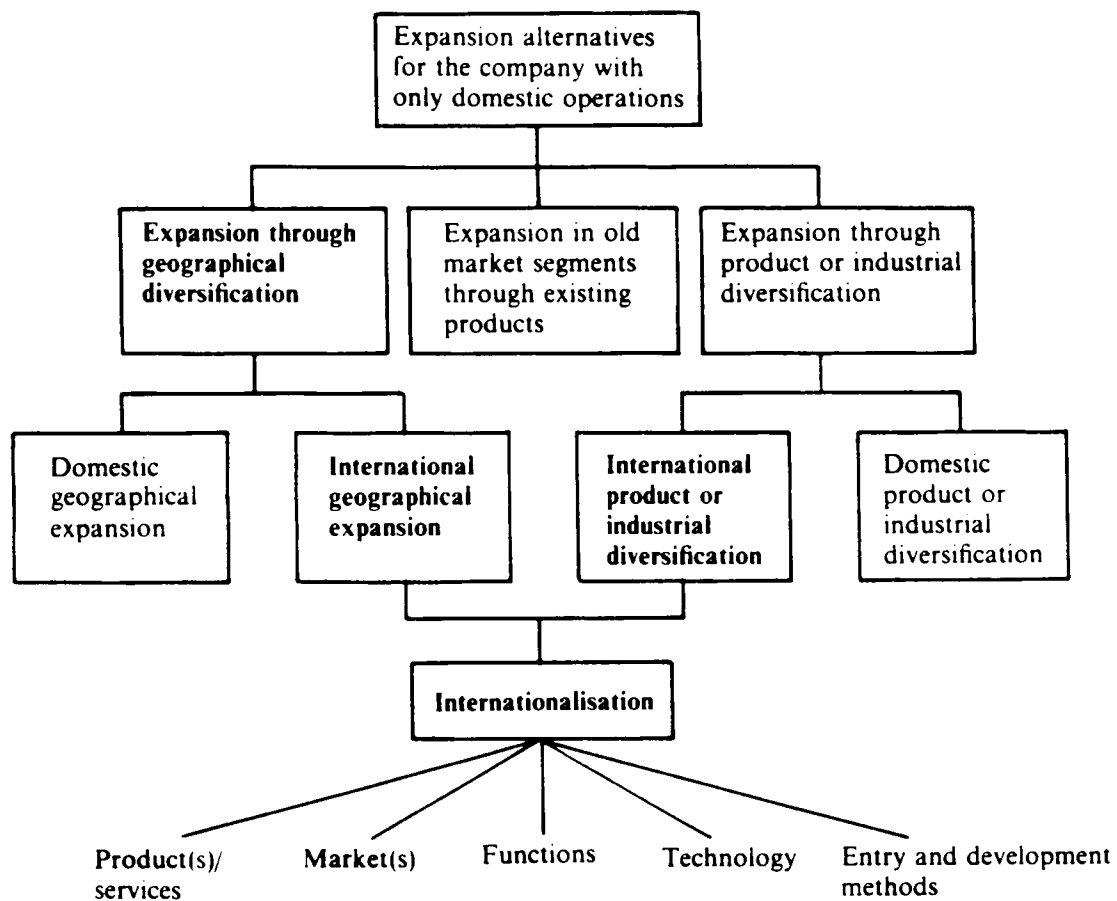 Expansion alternatives
for the company with
only domestic operations
Expansion through
geographical
diversification
Expansion in old
market segments
through existing
products
Expansion through
product or industrial
diversification
Domestic
geographical
expansion
International
geographical
expansion
International
product or
industrial
diversification
Domestic
product or
industrial
diversification
Internationalisation
Product(s)/
services
Market(s)
Functions
Technology
Entry and development
methods